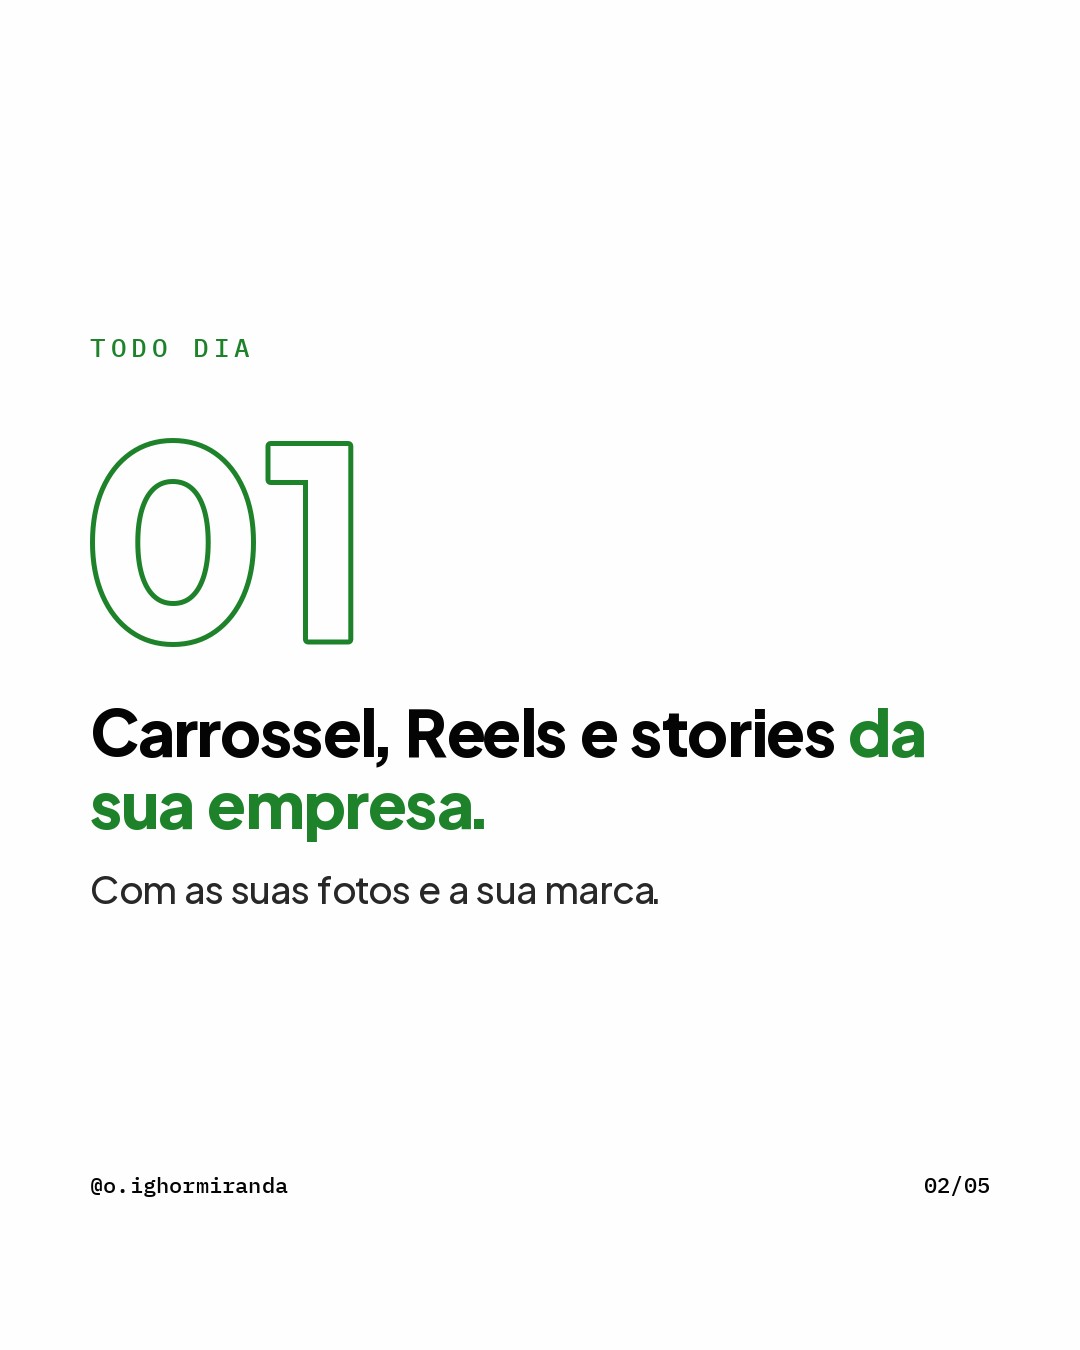 TODO DIA
01
Carrossel, Reels e stories da
sua empresa.
Com as suas fotos e a sua marca.
@o.ighormiranda
02/05